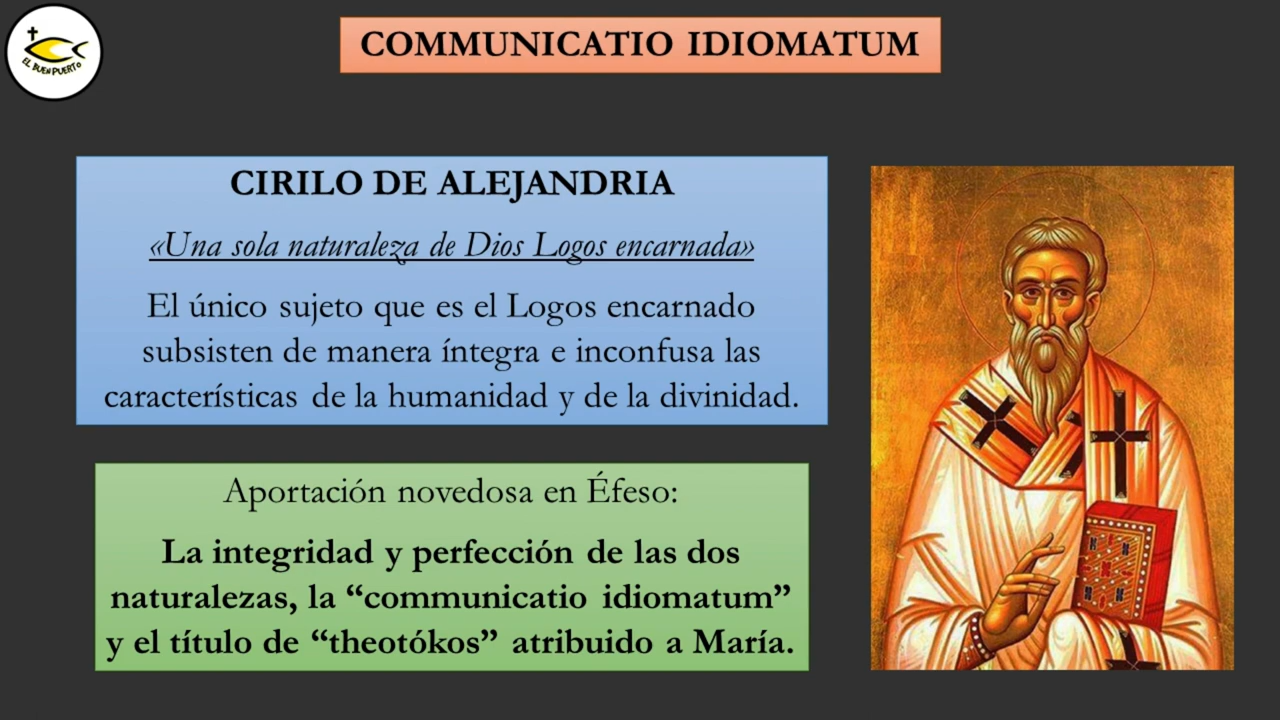 EL BUEN PUERTO
COMMUNICATIO IDIOMATUM
CIRILO DE ALEJANDRIA
«Una sola naturaleza de Dios Logos encarnada»
El único sujeto que es el Logos encarnado
subsisten de manera íntegra e inconfusa las
características de la humanidad y de la divinidad.
Aportación novedosa en Éfeso:
La integridad y perfección de las dos
naturalezas, la “communicatio idiomatum”
y el título de “theotókos” atribuido a María.